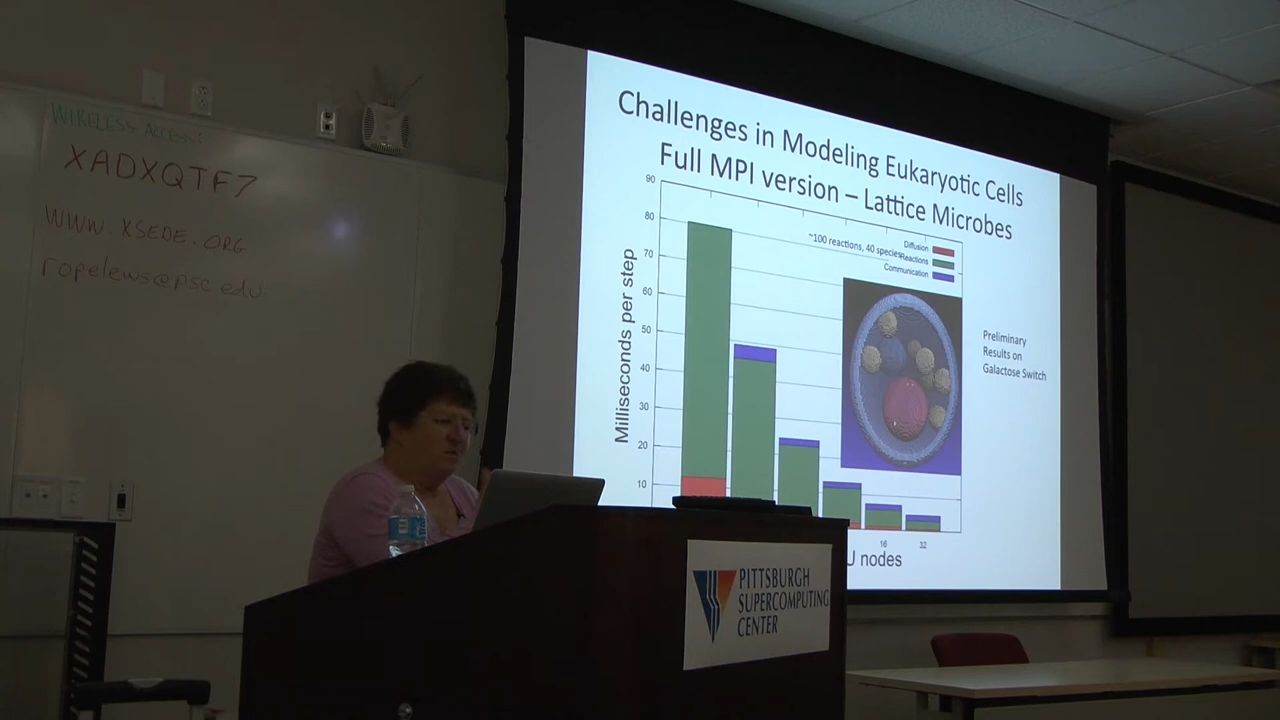 WIRELESS ACCESS:
XADXQTF7
WWW.XSEDE.ORG
ropelews@psc.edu
Challenges in Modeling Eukaryotic Cells
Full MPI version – Lattice Microbes
90
80
70
60
50
40
30
20
10
Milliseconds per step
~100 reactions, 40 species
Diffusion
Reactions
Communication
Preliminary
Results on
Galactose Switch
16
32
U nodes
PITTSBURGH
SUPERCOMPUTING
CENTER